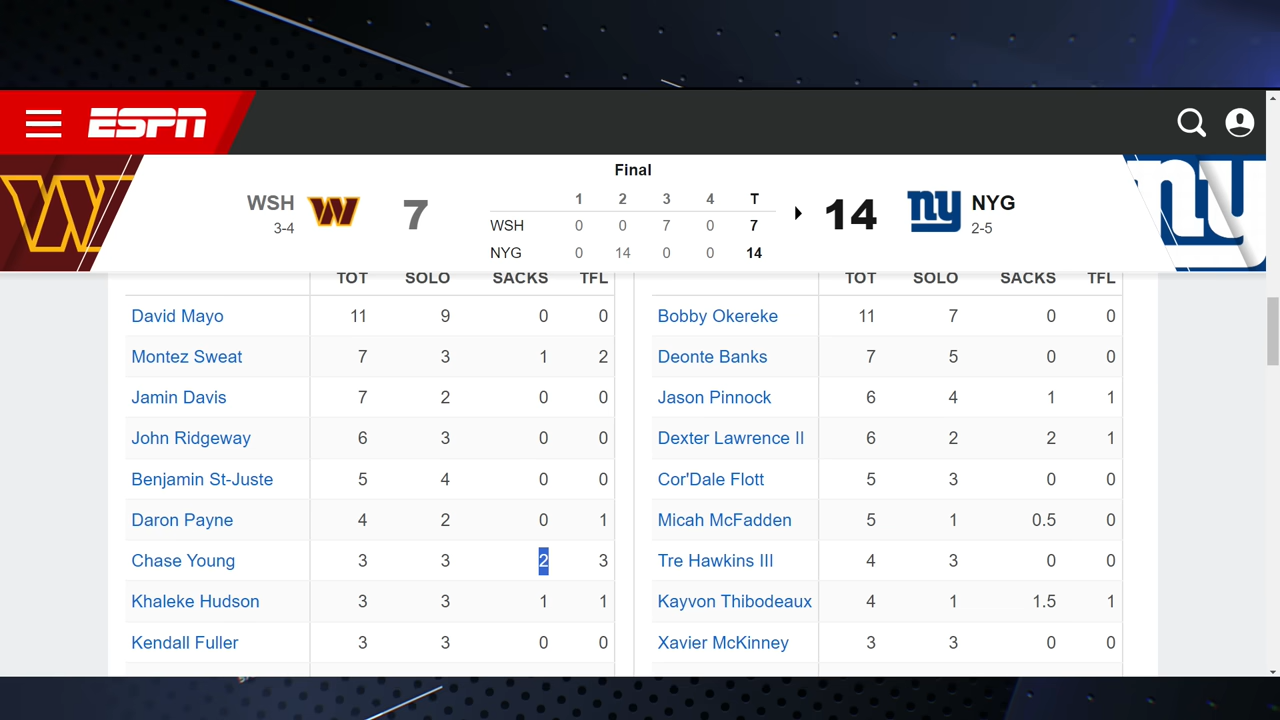 ESPN
Final
WSH 3-4 7
1 2 3 4 T
WSH 0 0 7 0 7
NYG 0 14 0 0 14
14 NYG 2-5
TOT SOLO SACKS TFL TOT SOLO SACKS TFL
David Mayo 11 9 0 0 Bobby Okereke 11 7 0 0
Montez Sweat 7 3 1 2 Deonte Banks 7 5 0 0
Jamin Davis 7 2 0 0 Jason Pinnock 6 4 1 1
John Ridgeway 6 3 0 0 Dexter Lawrence II 6 2 2 1
Benjamin St-Juste 5 4 0 0 Cor'Dale Flott 5 3 0 0
Daron Payne 4 2 0 1 Micah McFadden 5 1 0.5 0
Chase Young 3 3 2 3 Tre Hawkins III 4 3 0 0
Khaleke Hudson 3 3 1 1 Kayvon Thibodeaux 4 1 1.5 1
Kendall Fuller 3 3 0 0 Xavier McKinney 3 3 0 0